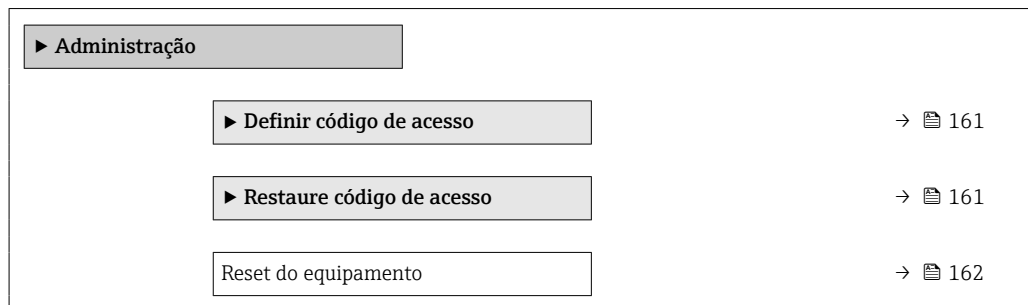 ▶ Administração
▶ Definir código de acesso → 161
▶ Restaure código de acesso → 161
Reset do equipamento → 162